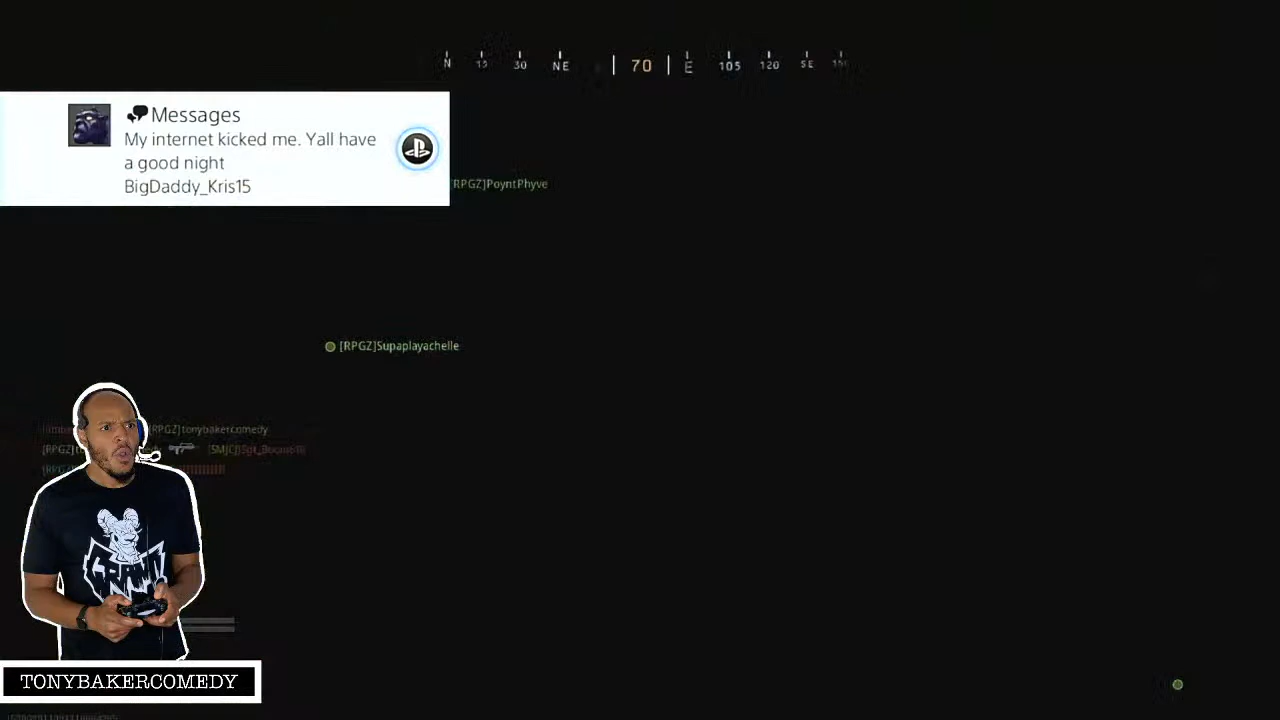 N 15 30 NE 70 E 105 120 SE
Messages
My internet kicked me. Yall have
a good night
BigDaddy_Kris15
[RPGZ]PoyntPhyve
[RPGZ]Supaplayachelle
[RPGZ]tonybakercomedy
TONYBAKERCOMEDY